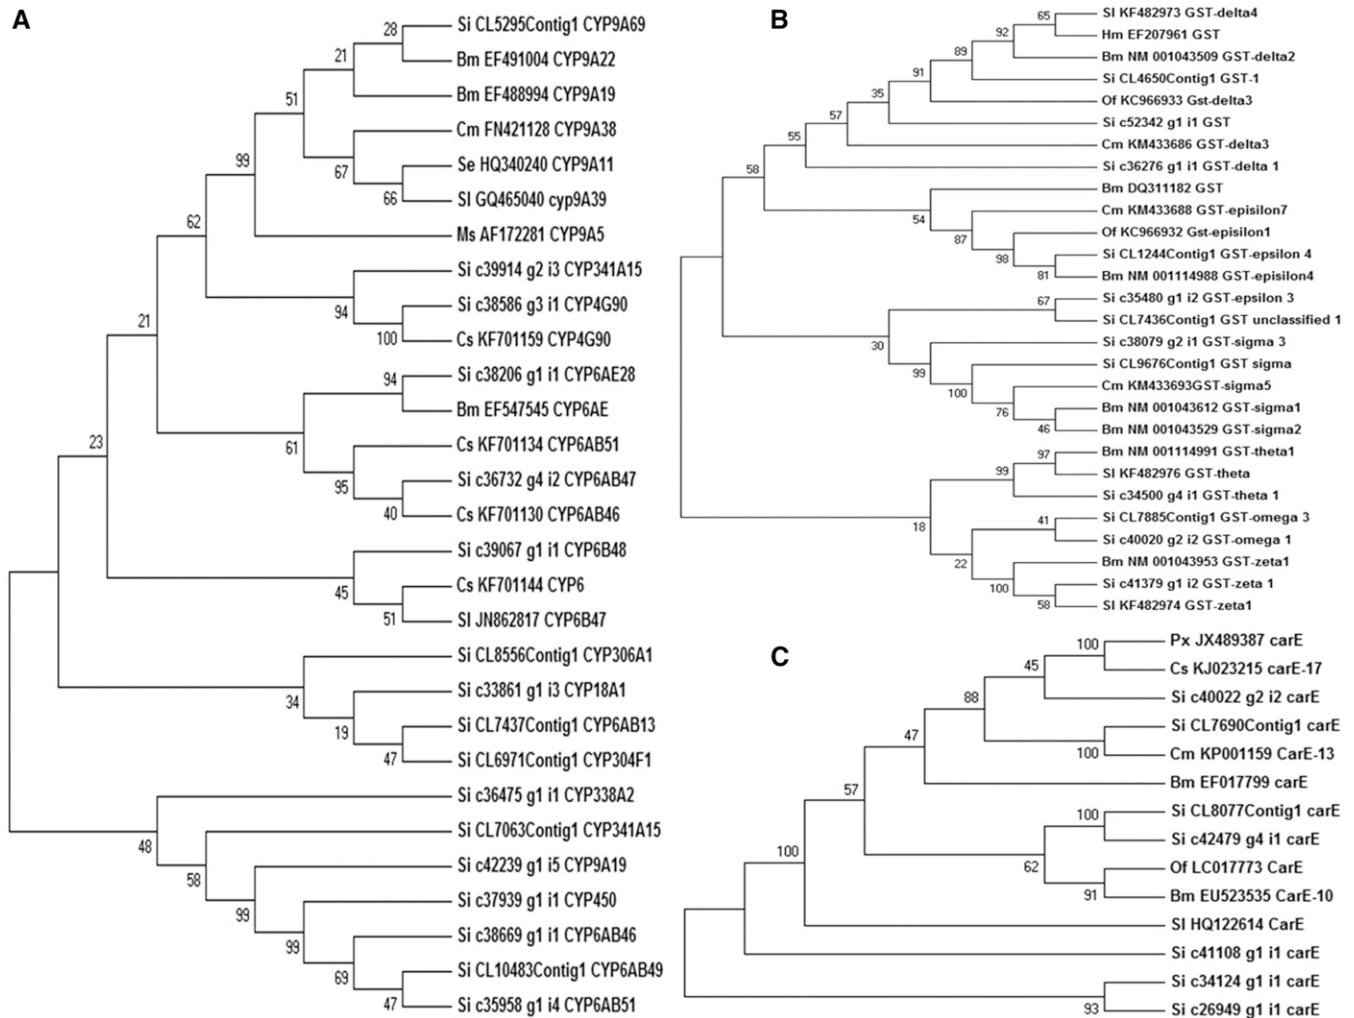 A
28
Si CL5295Contig1 CYP9A69
Bm EF491004 CYP9A22
21
Bm EF488994 CYP9A19
51
Cm FN421128 CYP9A38
99
Se HQ340240 CYP9A11
67
66
Sl GQ465040 cyp9A39
62
Ms AF172281 CYP9A5
Si c39914 g2 i3 CYP341A15
94
Si c38586 g3 i1 CYP4G90
21
100
Cs KF701159 CYP4G90
94
Si c38206 g1 i1 CYP6AE28
Bm EF547545 CYP6AE
23
61
Cs KF701134 CYP6AB51
95
Si c36732 g4 i2 CYP6AB47
40
Cs KF701130 CYP6AB46
Si c39067 g1 i1 CYP6B48
45
Cs KF701144 CYP6
51
Sl JN862817 CYP6B47
Si CL8556Contig1 CYP306A1
34
Si c33861 g1 i3 CYP18A1
19
Si CL7437Contig1 CYP6AB13
47
Si CL6971Contig1 CYP304F1
Si c36475 g1 i1 CYP338A2
48
Si CL7063Contig1 CYP341A15
58
Si c42239 g1 i5 CYP9A19
99
Si c37939 g1 i1 CYP450
99
Si c38669 g1 i1 CYP6AB46
69
Si CL10483Contig1 CYP6AB49
47
Si c35958 g1 i4 CYP6AB51
B
65
Sl KF482973 GST-delta4
92
Hm EF207961 GST
89
Bm NM 001043509 GST-delta2
91
Si CL4650Contig1 GST-1
35
Of KC966933 Gst-delta3
57
Si c52342 g1 i1 GST
55
Cm KM433686 GST-delta3
58
Si c36276 g1 i1 GST-delta 1
Bm DQ311182 GST
54
Cm KM433688 GST-episilon7
87
Of KC966932 Gst-episilon1
98
Si CL1244Contig1 GST-epsilon 4
81
Bm NM 001114988 GST-episilon4
67
Si c35480 g1 i2 GST-epsilon 3
Si CL7436Contig1 GST unclassified 1
30
Si c38079 g2 i1 GST-sigma 3
99
Si CL9676Contig1 GST sigma
100
Cm KM433693GST-sigma5
76
Bm NM 001043612 GST-sigma1
46
Bm NM 001043529 GST-sigma2
97
Bm NM 001114991 GST-theta1
99
Sl KF482976 GST-theta
Si c34500 g4 i1 GST-theta 1
18
41
Si CL7885Contig1 GST-omega 3
Si c40020 g2 i2 GST-omega 1
22
Bm NM 001043953 GST-zeta1
100
Si c41379 g1 i2 GST-zeta 1
58
Sl KF482974 GST-zeta1
C
100
Px JX489387 carE
45
Cs KJ023215 carE-17
88
Si c40022 g2 i2 carE
47
Si CL7690Contig1 carE
100
Cm KP001159 CarE-13
57
Bm EF017799 carE
100
Si CL8077Contig1 carE
Si c42479 g4 i1 carE
100
62
Of LC017773 CarE
91
Bm EU523535 CarE-10
Sl HQ122614 CarE
Si c41108 g1 i1 carE
Si c34124 g1 i1 carE
93
Si c26949 g1 i1 carE